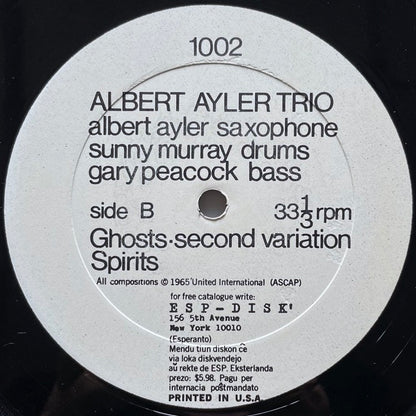 1002
ALBERT AYLER TRIO
albert ayler saxophone
sunny murray drums
gary peacock bass
side B 33 1/3 rpm
Ghosts·second variation
Spirits
All compositions © 1965 United International (ASCAP)
for free catalogue write:
ESP-DISK'
156 5th Avenue
New York 10010
(Esperanto)
Mendu tiun diskon ĉe
via loka diskvendejo
aŭ rekte de ESP. Eksterlanda
prezo: $5.98. Pagu per
internacia poŝtmandato
PRINTED IN U.S.A.